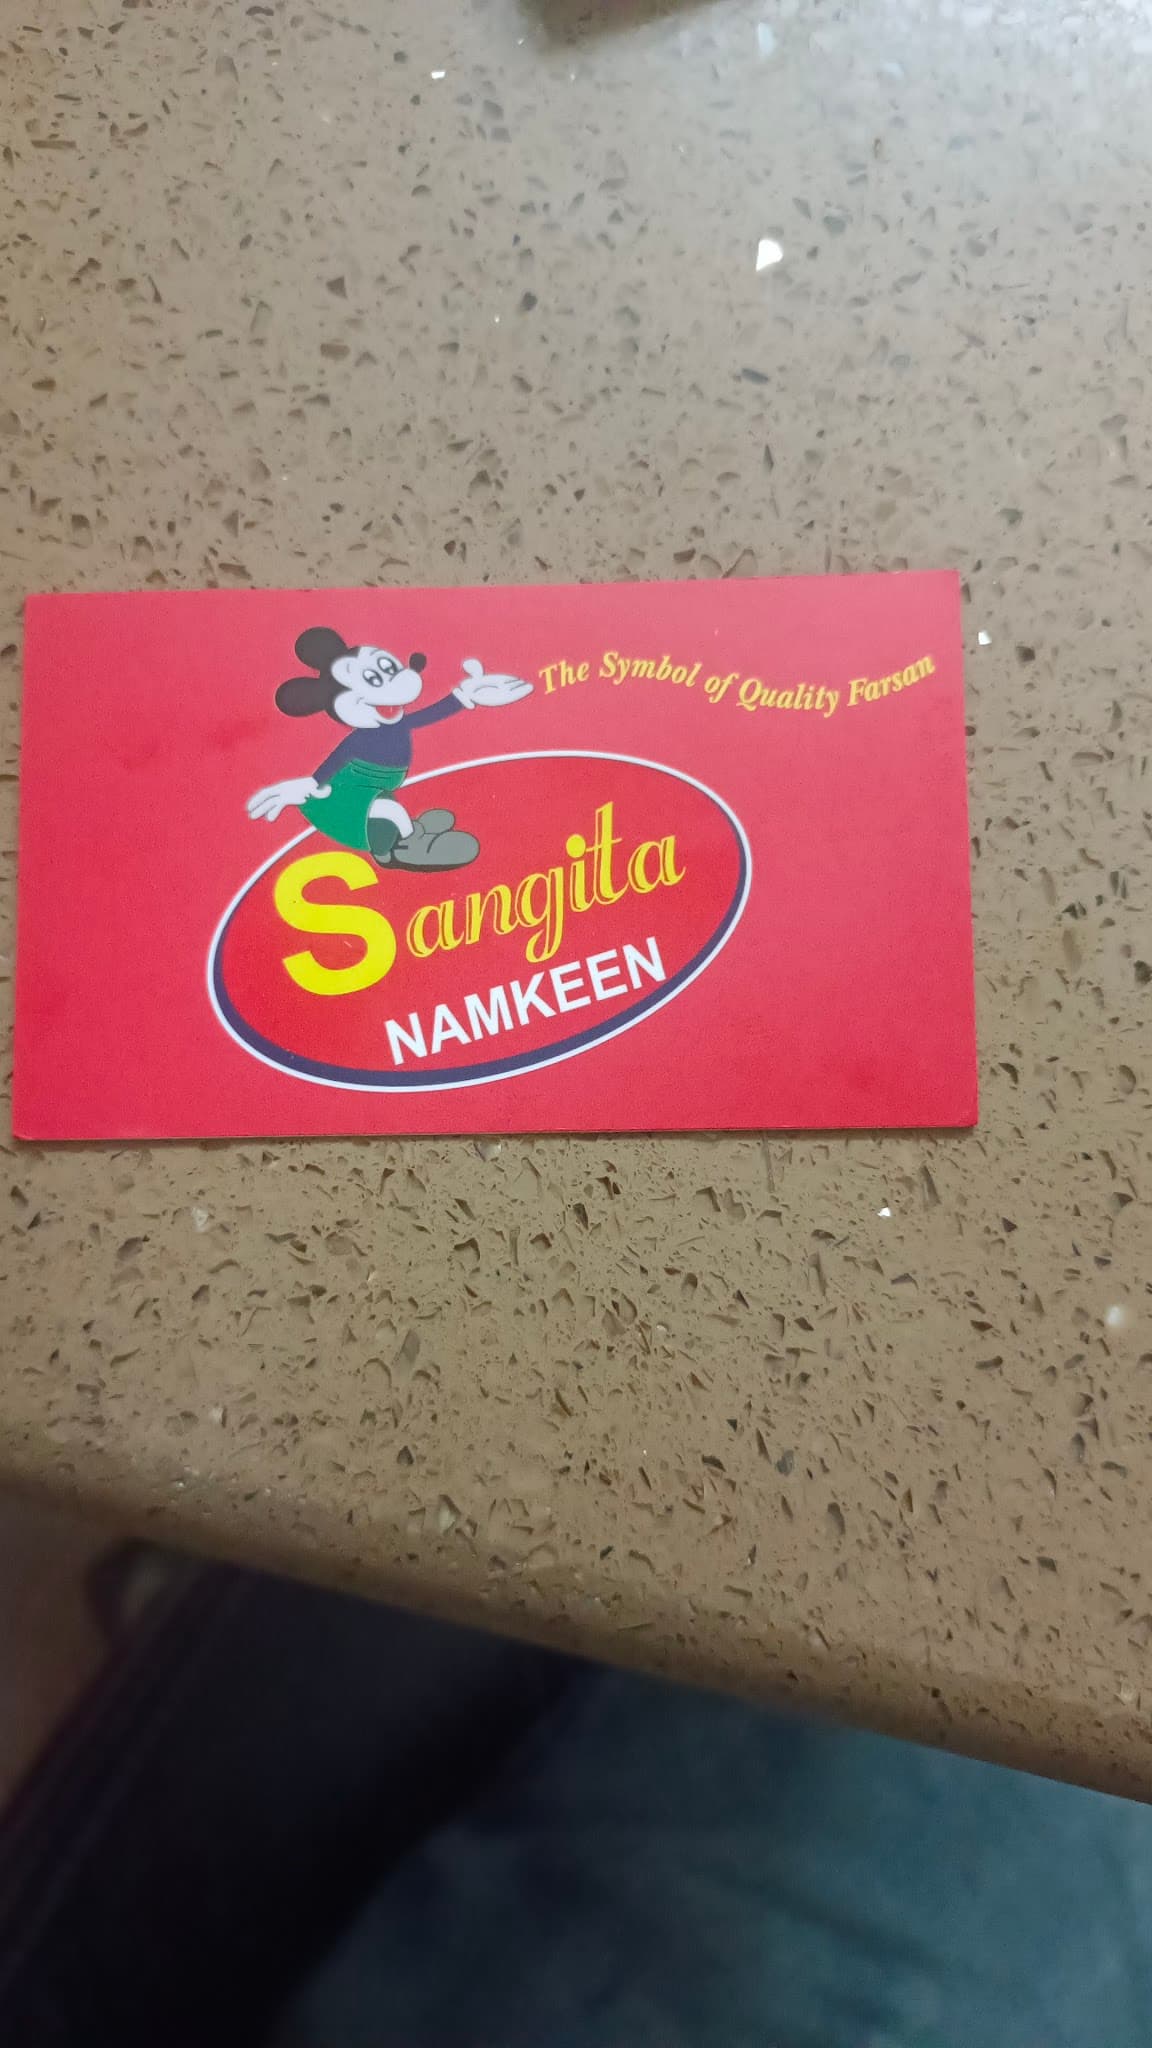 The Symbol of Quality Farsan
Sangita
NAMKEEN